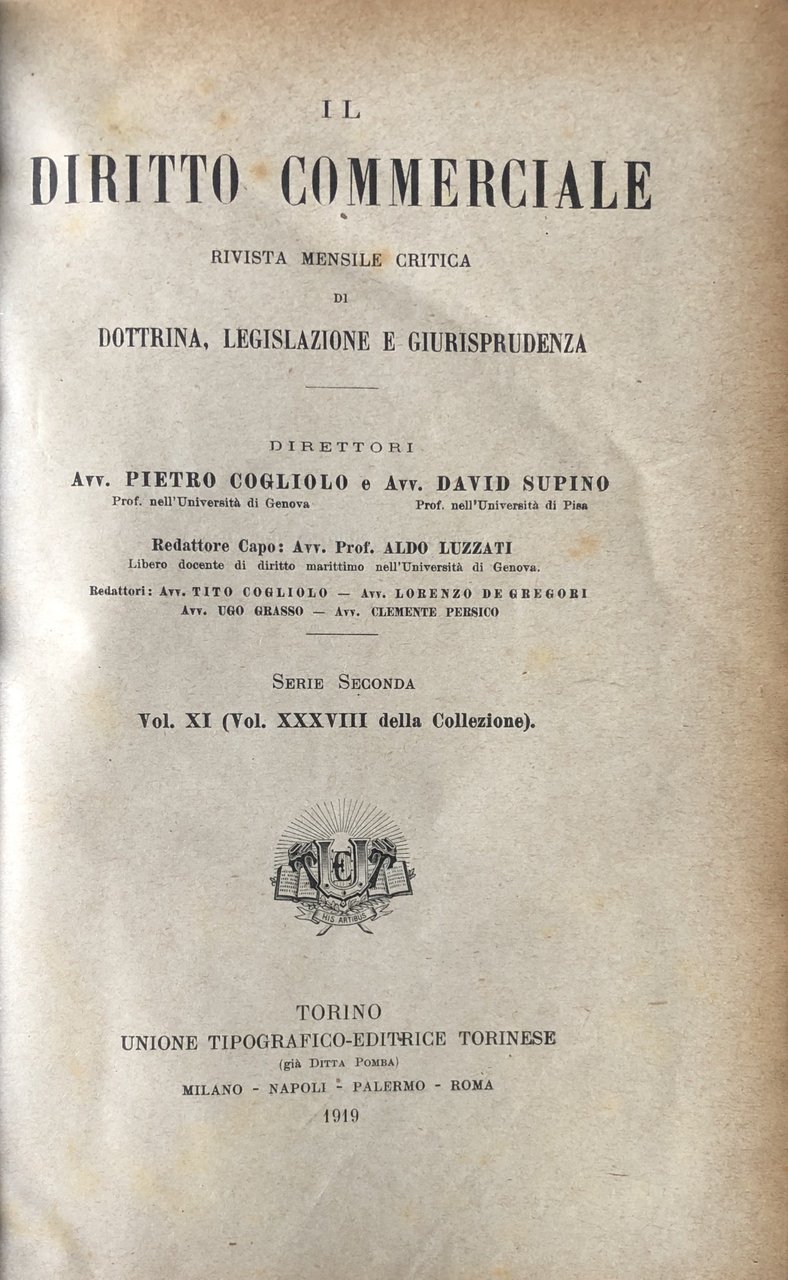 IL
DIRITTO COMMERCIALE
RIVISTA MENSILE CRITICA
DI
DOTTRINA, LEGISLAZIONE E GIURISPRUDENZA
DIRETTORI
Avv. PIETRO COGLIOLO e Avv. DAVID SUPINO
Prof. nell'Università di Genova Prof. nell'Università di Pisa
Redattore Capo: Avv. Prof. ALDO LUZZATI
Libero docente di diritto marittimo nell'Università di Genova.
Redattori: Avv. TITO COGLIOLO — Avv. LORENZO DE GREGORI
Avv. UGO GRASSO — Avv. CLEMENTE PERSICO
SERIE SECONDA
Vol. XI (Vol. XXXVIII della Collezione).
HIS ARTIBUS
TORINO
UNIONE TIPOGRAFICO-EDITRICE TORINESE
(già DITTA POMBA)
MILANO - NAPOLI - PALERMO - ROMA
1919